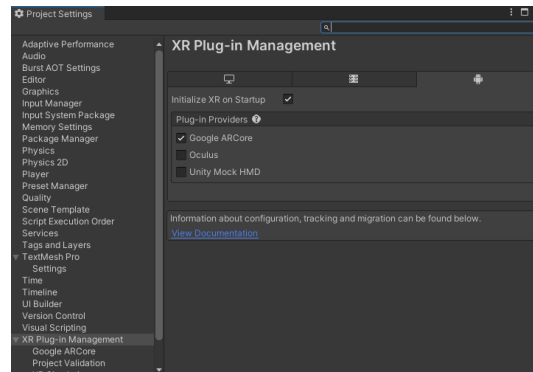 Project Settings
Adaptive Performance
Audio
Burst AOT Settings
Editor
Graphics
Input Manager
Input System Package
Memory Settings
Package Manager
Physics
Physics 2D
Player
Preset Manager
Quality
Scene Template
Script Execution Order
Services
Tags and Layers
TextMesh Pro
Settings
Time
Timeline
UI Builder
Version Control
Visual Scripting
XR Plug-in Management
Google ARCore
Project Validation
XR Plug-in Management
Initialize XR on Startup
Plug-in Providers
Google ARCore
Oculus
Unity Mock HMD
Information about configuration, tracking and migration can be found below.
View Documentation